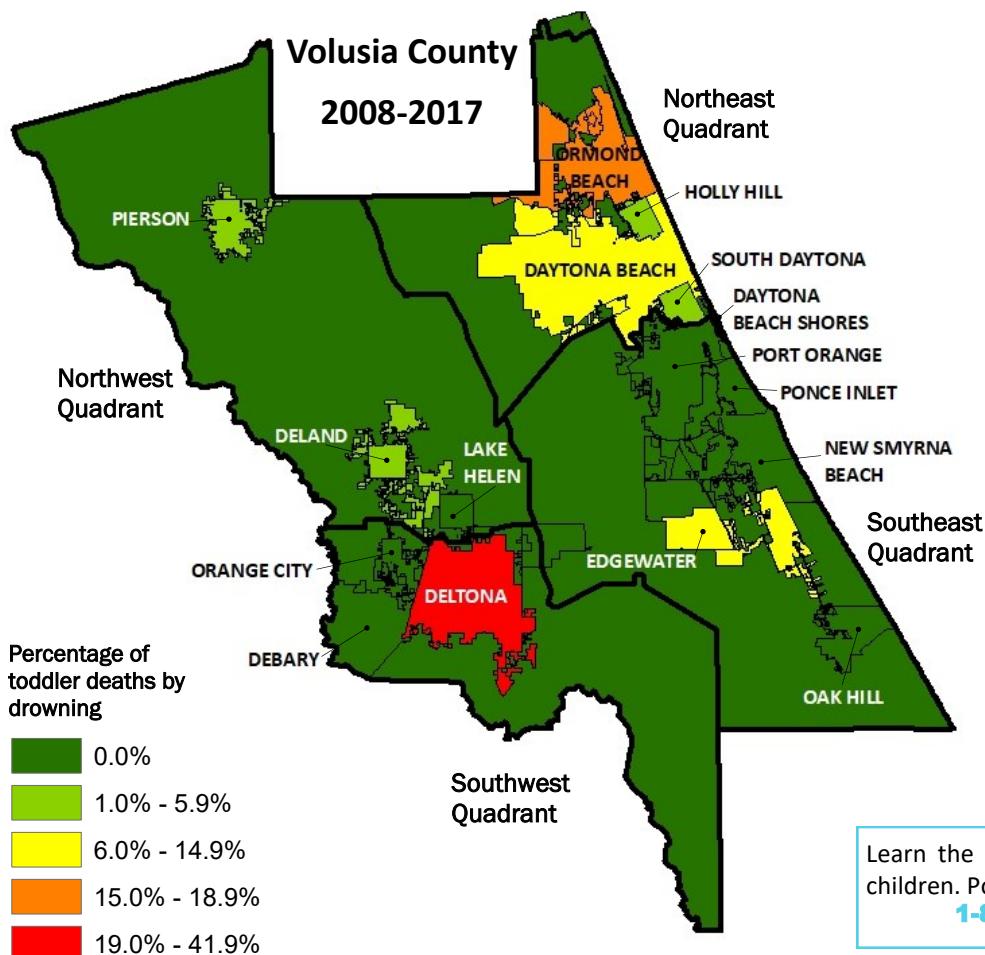 Volusia County
2008-2017
Northeast
Quadrant
ORMOND
BEACH
HOLLY HILL
PIERSON
SOUTH DAYTONA
DAYTONA BEACH
DAYTONA
BEACH SHORES
PORT ORANGE
PONCE INLET
Northwest
Quadrant
DELAND
LAKE
HELEN
NEW SMYRNA
BEACH
Southeast
Quadrant
EDGEWATER
ORANGE CITY
DELTONA
DEBARY
OAK HILL
Percentage of
toddler deaths by
drowning
0.0%
1.0% - 5.9%
6.0% - 14.9%
15.0% - 18.9%
19.0% - 41.9%
Southwest
Quadrant
Learn the
children.